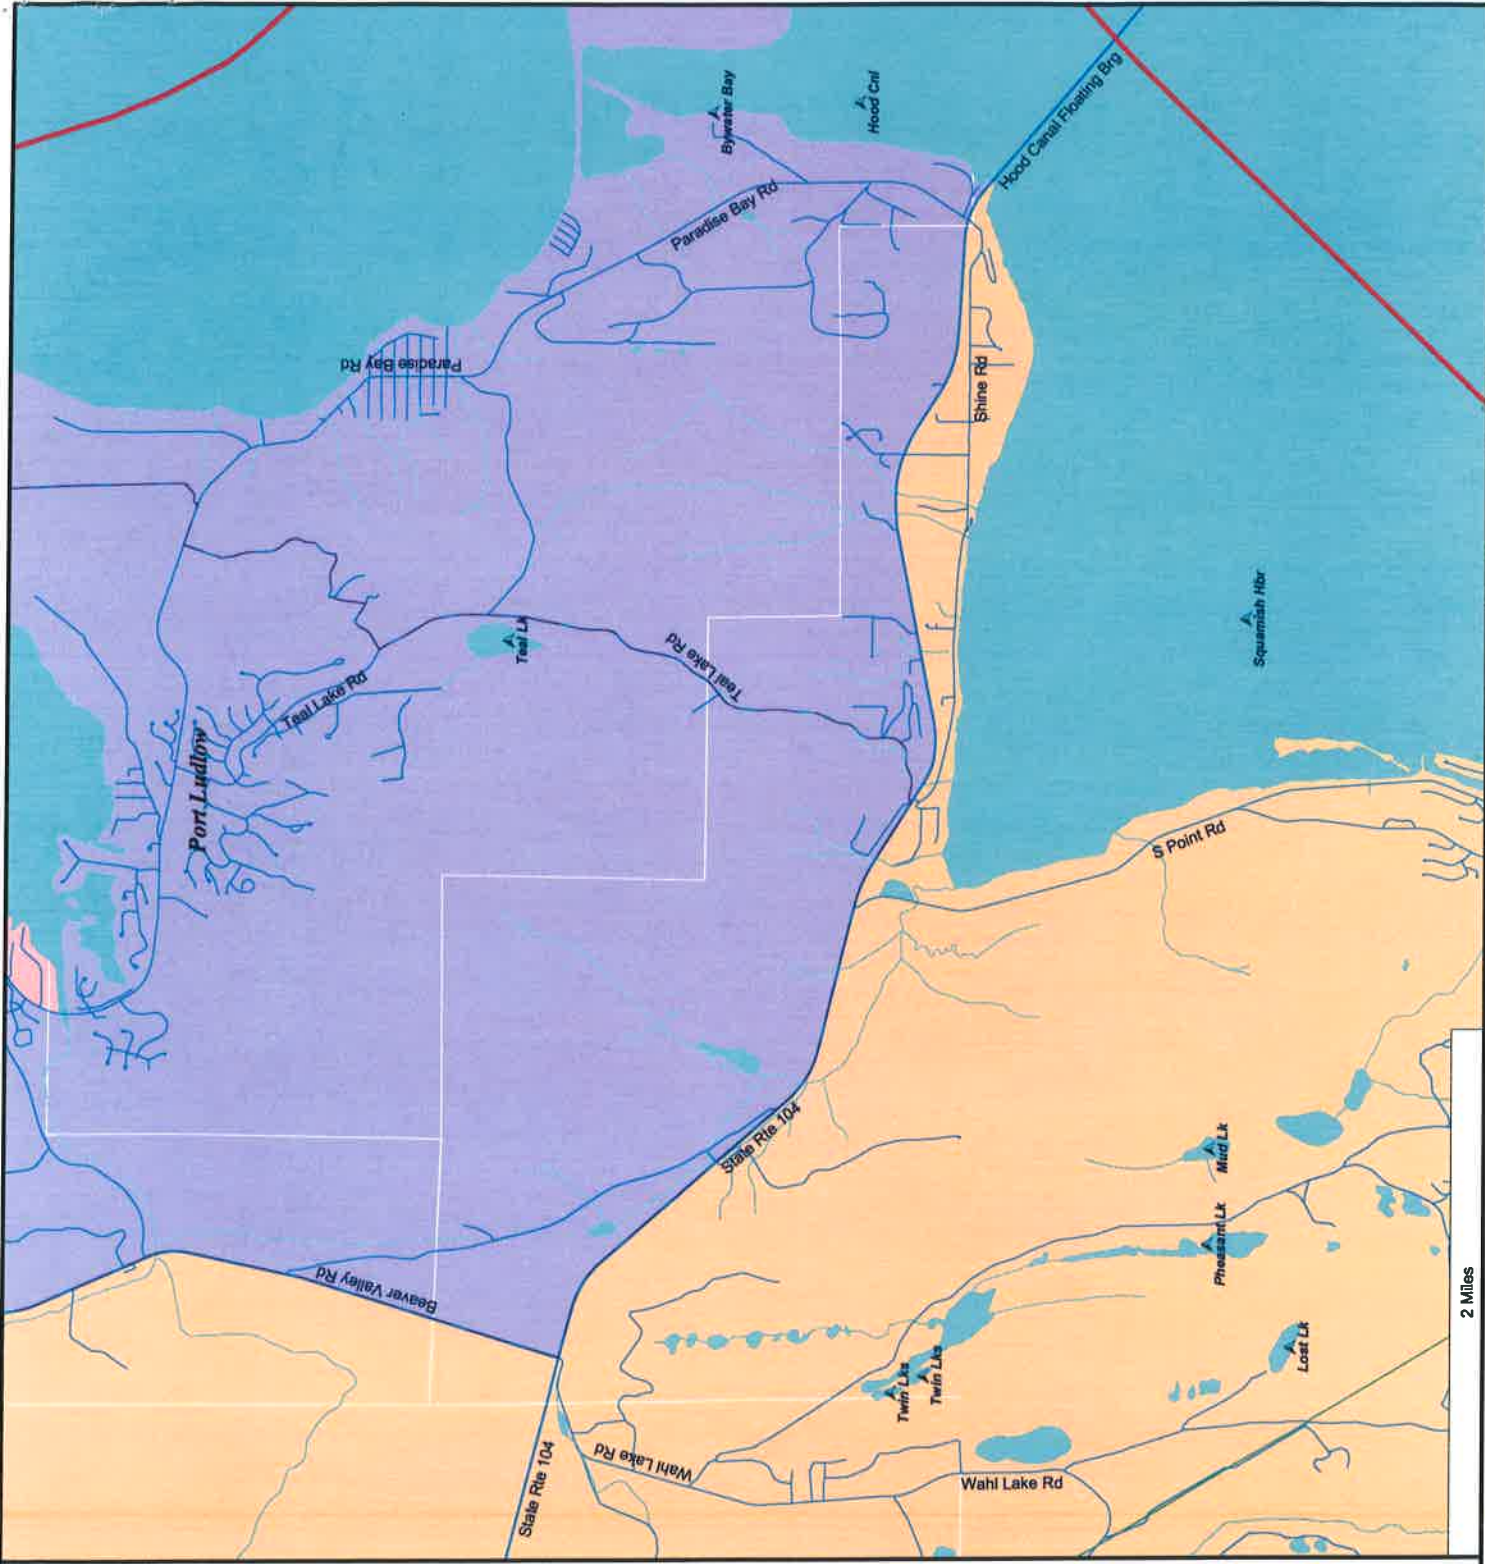 Bywater Bay
Hood Cnl
Hood Canal Floating Brg
Paradise Bay Rd
Paradise Bay Rd
Shine Rd
Squamish Hbr
Teal Lk
Teal Lake Rd
Teal Lake Rd
Port Ludlow
S Point Rd
State Rte 104
Mud Lk
Pheasant Lk
Beaver Valley Rd
2 Miles
Lost Lk
Twin Lks
Twin Lks
State Rte 104
Wahl Lake Rd
Wahl Lake Rd